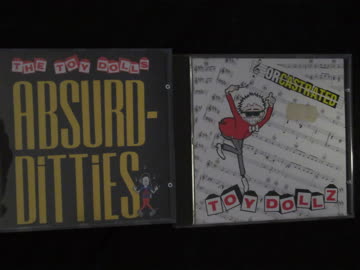 THE TOY DOLLS
ABSURD-
DITTIES
ORCASTRATED
TOY DOLLZ